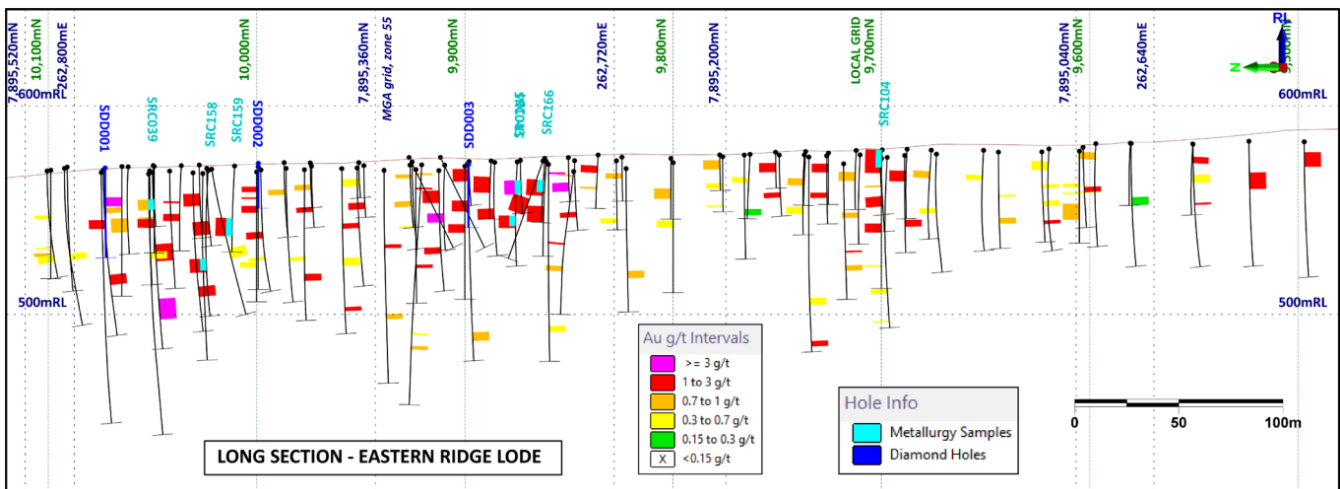 7,895,520mN
10,100mN
262,800mE
10,000mN
7,895,360mN
MGA grid, zone 55
9,900mN
262,720mE
9,800mN
7,895,200mN
LOCAL GRID
9,700mN
7,895,040mN
9,600mN
262,640mE
RL
N
600mRL
600mRL
SDD001
SRC039
SRC158
SRC159
SDD002
SDD003
SRC166
SRC104
500mRL
500mRL
Au g/t Intervals
>= 3 g/t
1 to 3 g/t
0.7 to 1 g/t
0.3 to 0.7 g/t
0.15 to 0.3 g/t
X <0.15 g/t
Hole Info
Metallurgy Samples
Diamond Holes
0 50 100m
LONG SECTION - EASTERN RIDGE LODE